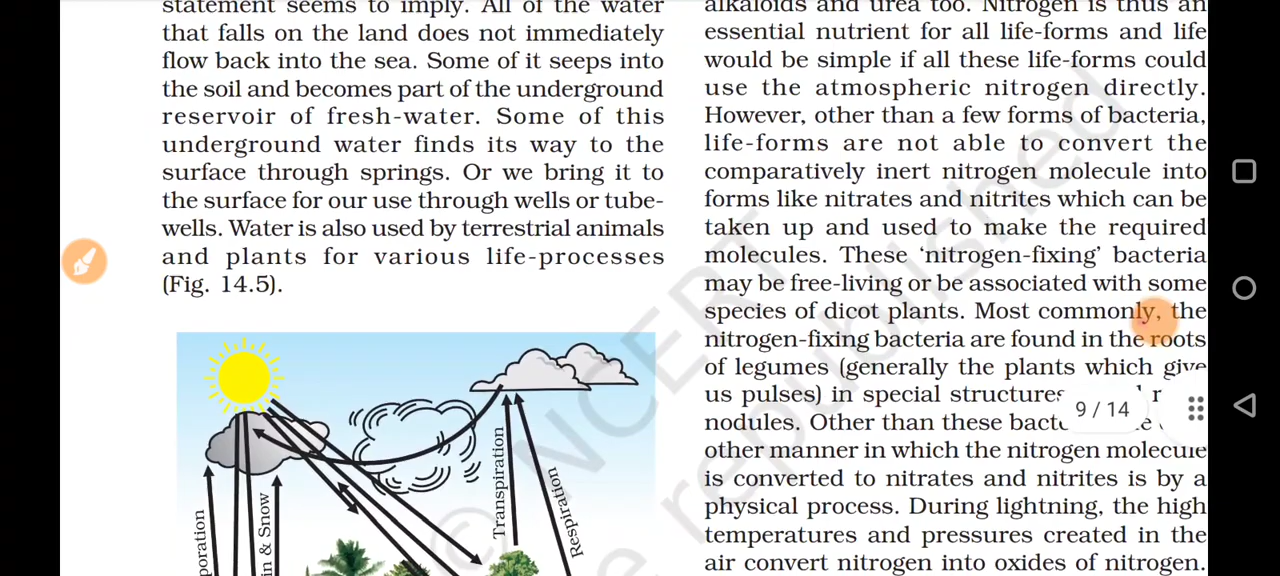 statement seems to imply. All of the water
that falls on the land does not immediately
flow back into the sea. Some of it seeps into
the soil and becomes part of the underground
reservoir of fresh-water. Some of this
underground water finds its way to the
surface through springs. Or we bring it to
the surface for our use through wells or tube-
wells. Water is also used by terrestrial animals
and plants for various life-processes
(Fig. 14.5).
Transpiration
Respiration
poration
in & Snow
alkaloids and urea too. Nitrogen is thus an
essential nutrient for all life-forms and life
would be simple if all these life-forms could
use the atmospheric nitrogen directly.
However, other than a few forms of bacteria,
life-forms are not able to convert the
comparatively inert nitrogen molecule into
forms like nitrates and nitrites which can be
taken up and used to make the required
molecules. These ‘nitrogen-fixing’ bacteria
may be free-living or be associated with some
species of dicot plants. Most commonly, the
nitrogen-fixing bacteria are found in the roots
of legumes (generally the plants which give
us pulses) in special structures
nodules. Other than these
other manner in which the nitrogen molecule
is converted to nitrates and nitrites is by a
physical process. During lightning, the high
temperatures and pressures created in the
air convert nitrogen into oxides of nitrogen.
9 / 14
© NCERT
republished